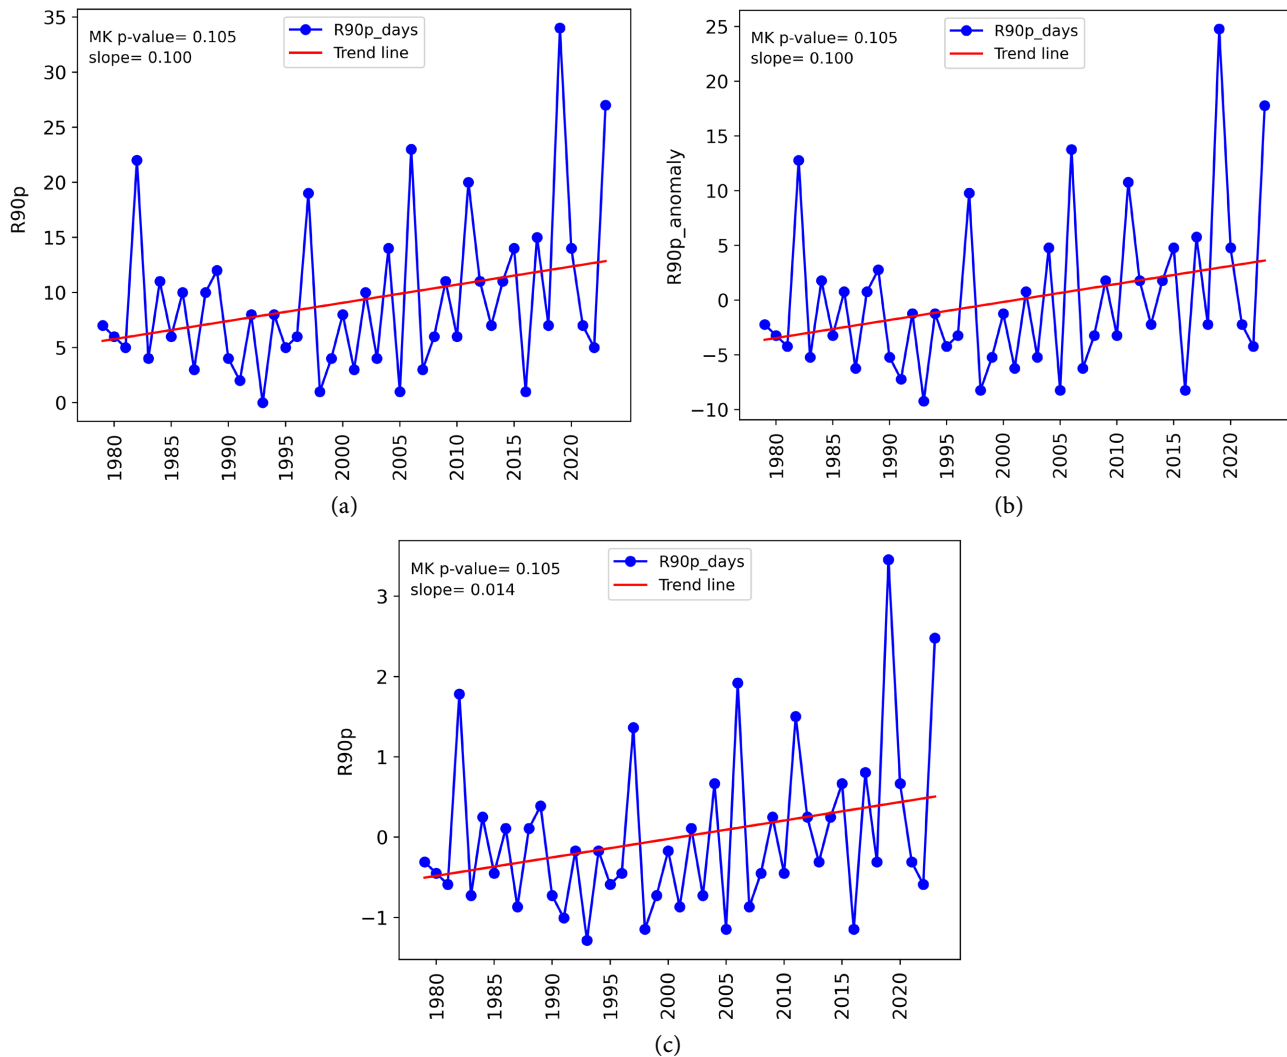 MK p-value= 0.105
slope= 0.100
R90p_days
Trend line
R90p
35
30
25
20
15
10
5
0
1980
1985
1990
1995
2000
2005
2010
2015
2020
(a)
MK p-value= 0.105
slope= 0.100
R90p_days
Trend line
R90p_anomaly
25
20
15
10
5
0
−5
−10
1980
1985
1990
1995
2000
2005
2010
2015
2020
(b)
MK p-value= 0.105
slope= 0.014
R90p_days
Trend line
R90p
3
2
1
0
−1
1980
1985
1990
1995
2000
2005
2010
2015
2020
(c)